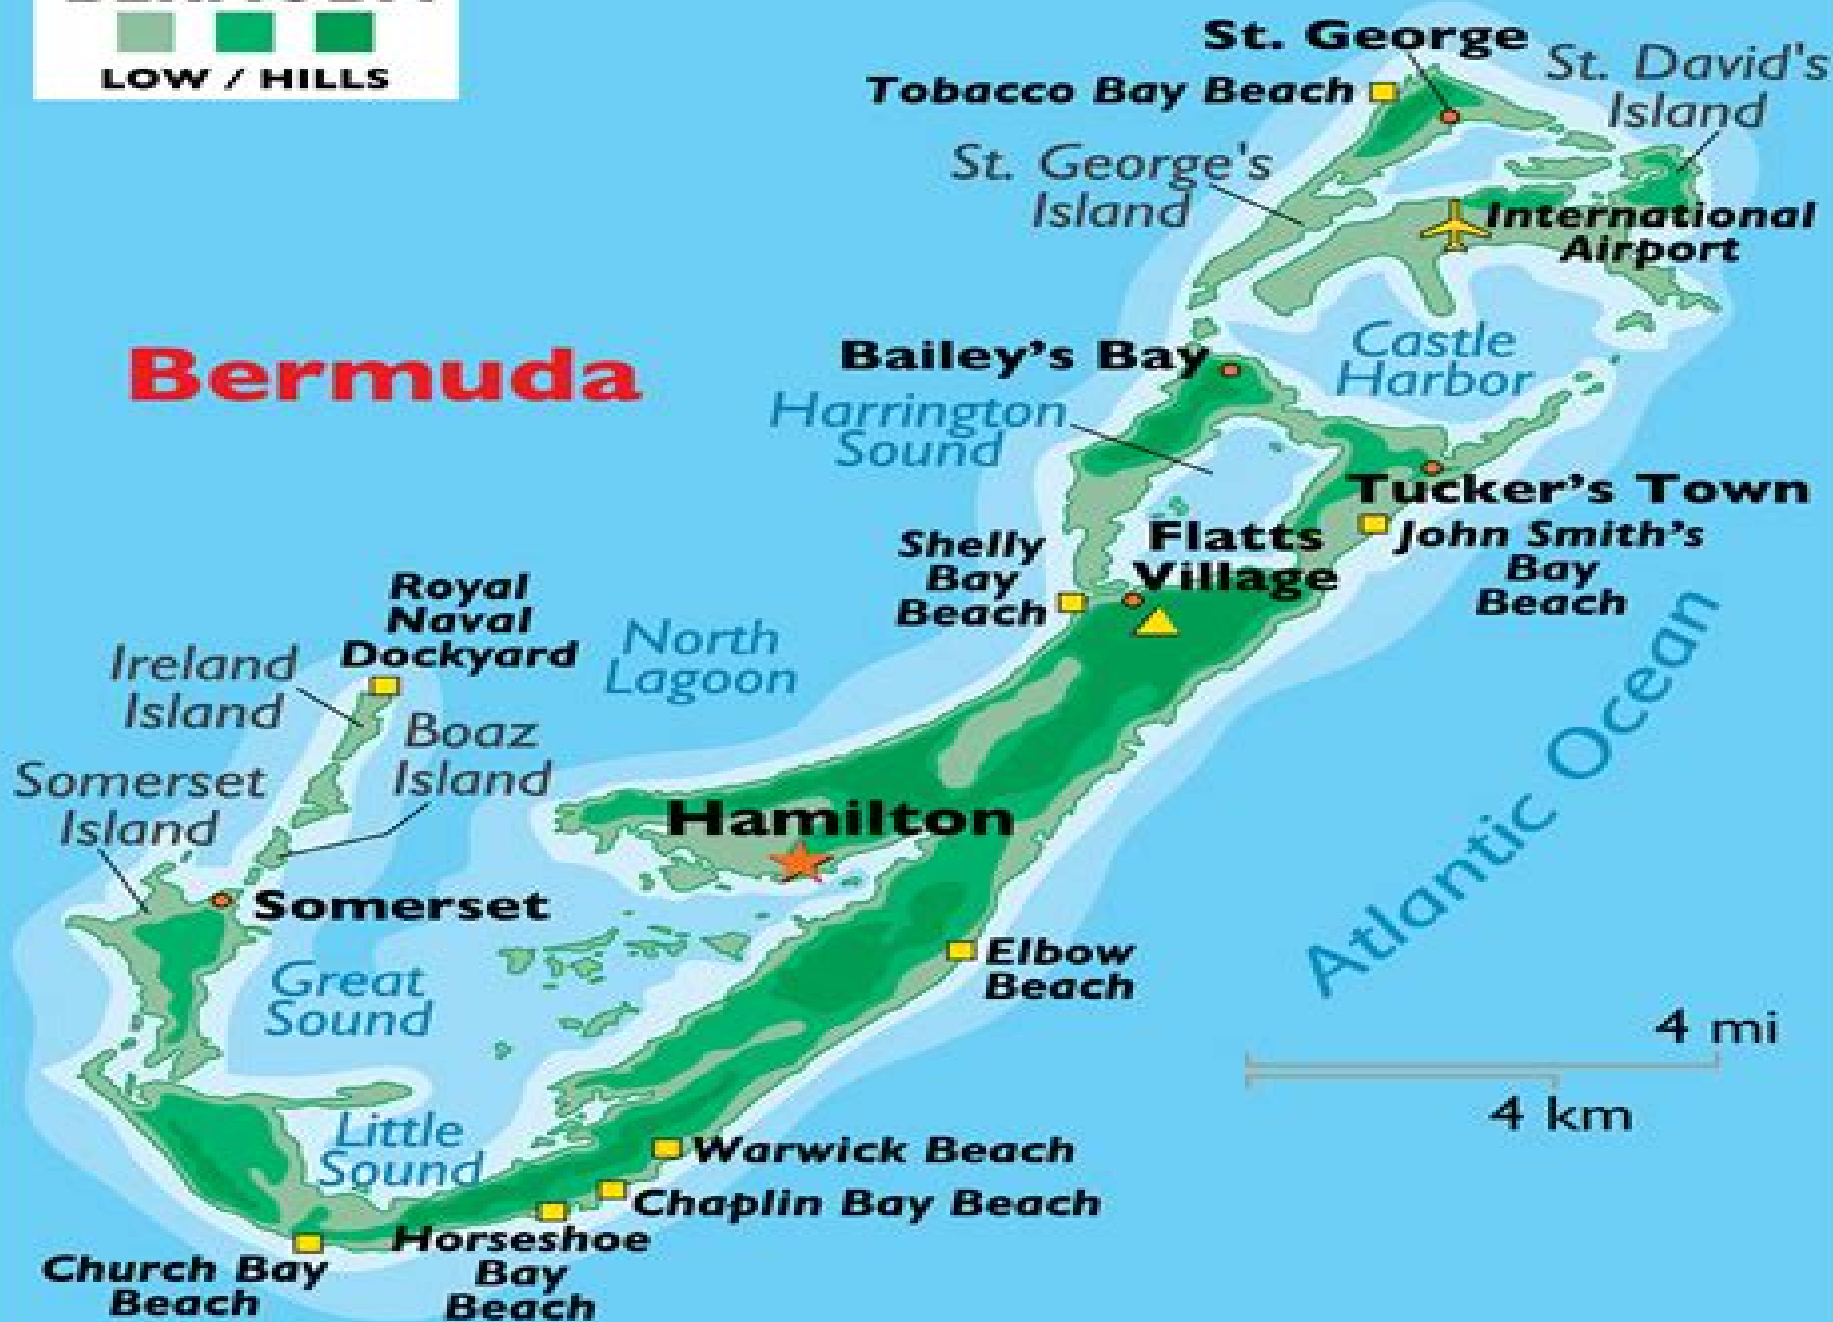 LOW / HILLS
St. George
St. David's
Island
Tobacco Bay Beach
St. George's
Island
International
Airport
Castle
Harbor
Bermuda
Bailey's Bay
Harrington
Sound
Tucker's Town
John Smith's
Bay
Beach
Flatts
Village
Shelly
Bay
Beach
Royal
Naval
Dockyard
North
Lagoon
Ireland
Island
Boaz
Island
Somerset
Island
Hamilton
Somerset
Great
Sound
Elbow
Beach
Atlantic Ocean
4 mi
4 km
Little
Sound
Warwick Beach
Chaplin Bay Beach
Horseshoe
Bay
Beach
Church Bay
Beach